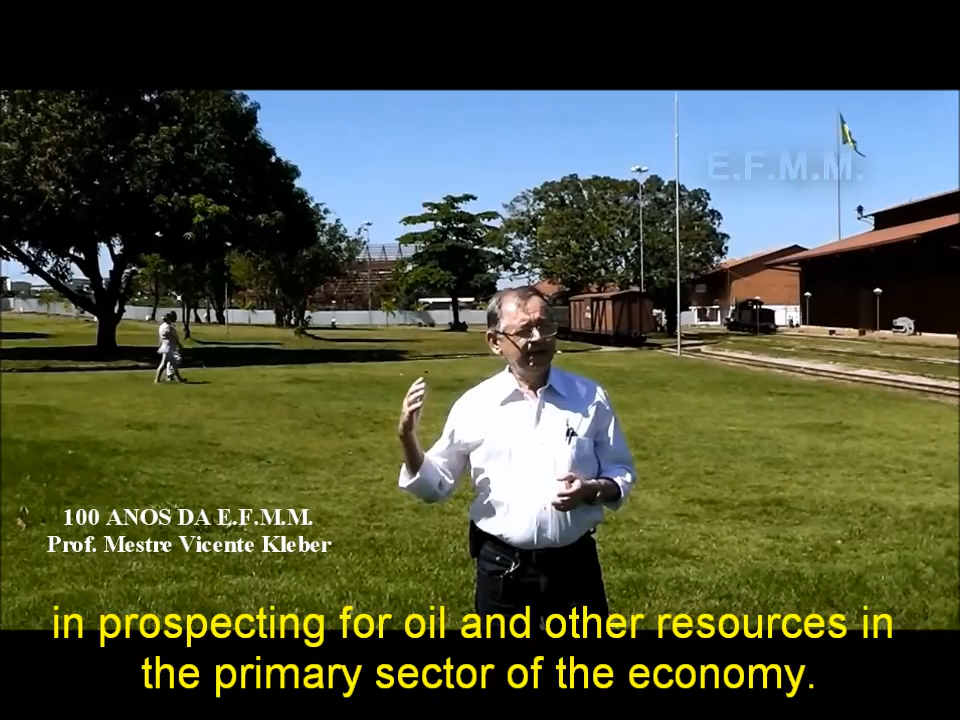 E.F.M.M.
100 ANOS DA E.F.M.M.
Prof. Mestre Vicente Kleber
in prospecting for oil and other resources in
the primary sector of the economy.